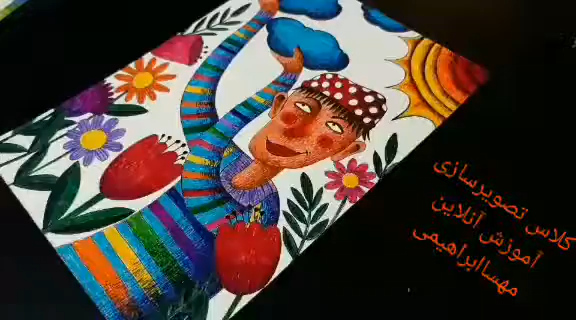 کلاس تصویرسازی
آموزش آنلاین
مهساابراهیمی